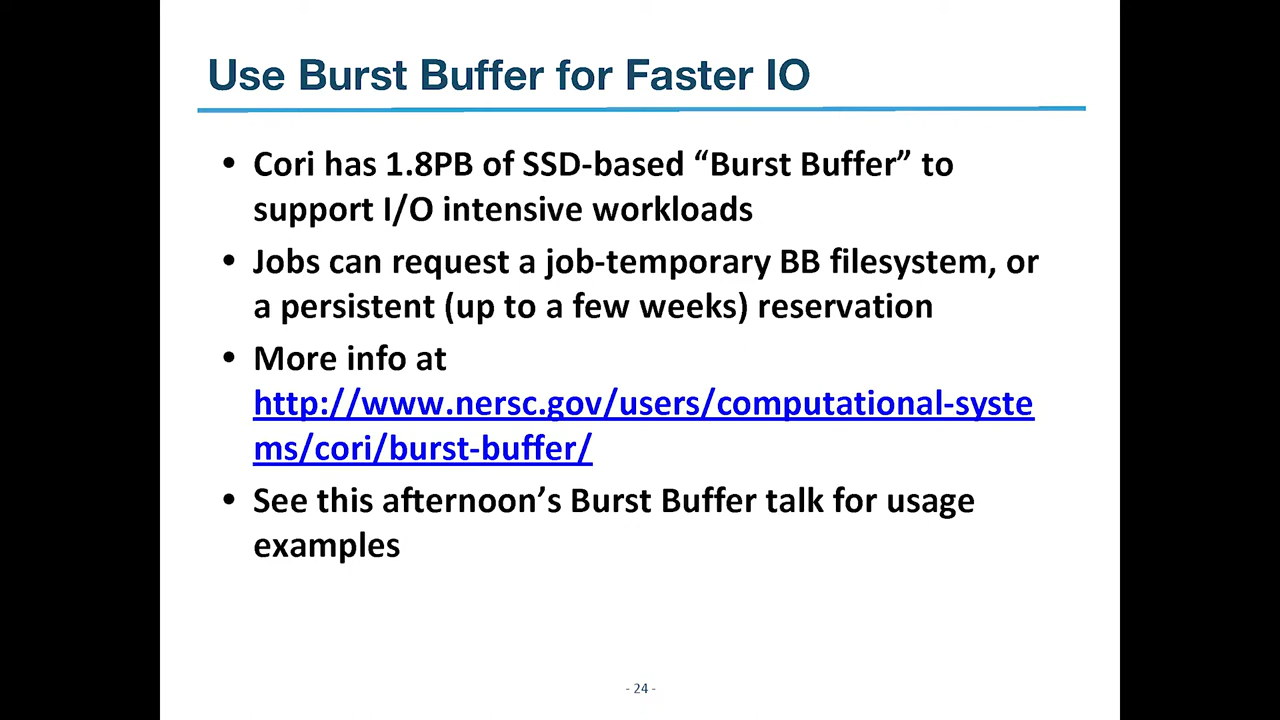 Use Burst Buffer for Faster IO
• Cori has 1.8PB of SSD-based “Burst Buffer” to
support I/O intensive workloads
• Jobs can request a job-temporary BB filesystem, or
a persistent (up to a few weeks) reservation
• More info at
http://www.nersc.gov/users/computational-syste
ms/cori/burst-buffer/
• See this afternoon’s Burst Buffer talk for usage
examples
- 24 -